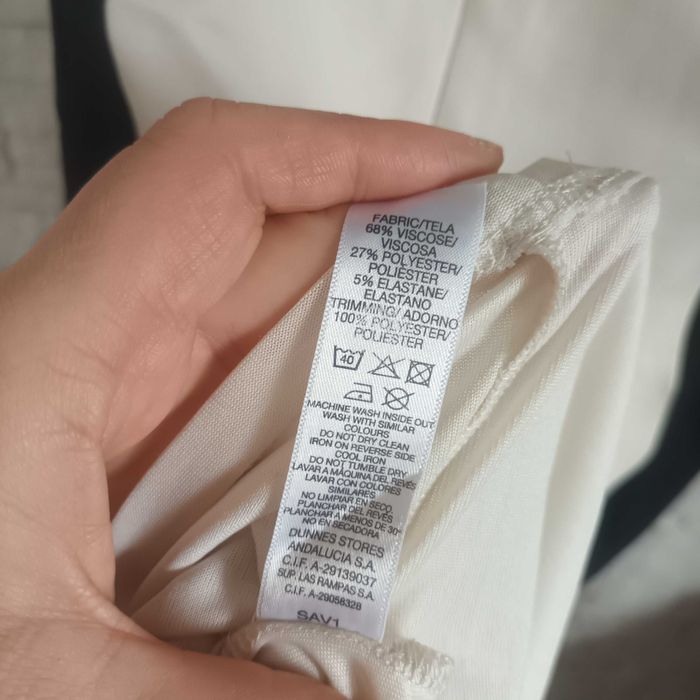 FABRIC/TELA
68% VISCOSE/
VISCOSA
27% POLYESTER/
POLIÉSTER
5% ELASTANE/
ELASTANO
TRIMMING/ ADORNO
100% POLYESTER/
POLIÉSTER
40
MACHINE WASH INSIDE OUT
WASH WITH SIMILAR
COLOURS
DO NOT DRY CLEAN
IRON ON REVERSE SIDE
COOL IRON
DO NOT TUMBLE DRY
LAVAR A MÁQUINA DEL REVÉS
LAVAR CON COLORES
SIMILARES
NO LIMPIAR EN SECO
PLANCHAR DEL REVÉS
PLANCHAR A MENOS DE 30°
NO EN SECADORA
DUNNES STORES
ANDALUCIA S.A.
C.I.F. A-29139037
SUP. LAS RAMPAS S.A.
C.I.F. A-29058328
SAV1